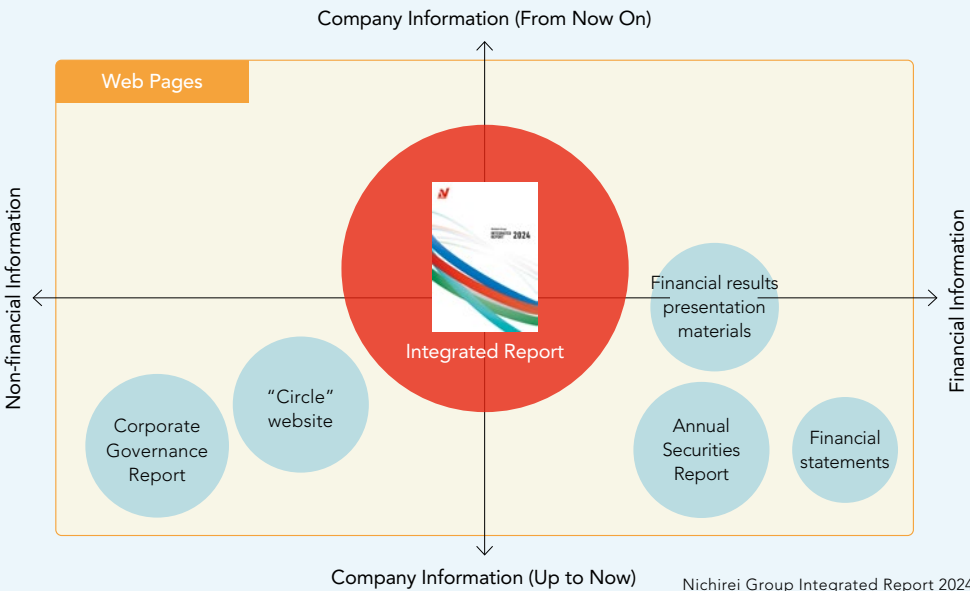 Company Information (From Now On)
Web Pages
Non-financial Information
INTEGRATED
REPORT 2024
Integrated Report
Financial results
presentation
materials
Financial Information
"Circle"
website
Corporate
Governance
Report
Annual
Securities
Report
Financial
statements
Company Information (Up to Now)
Nichirei Group Integrated Report 2024